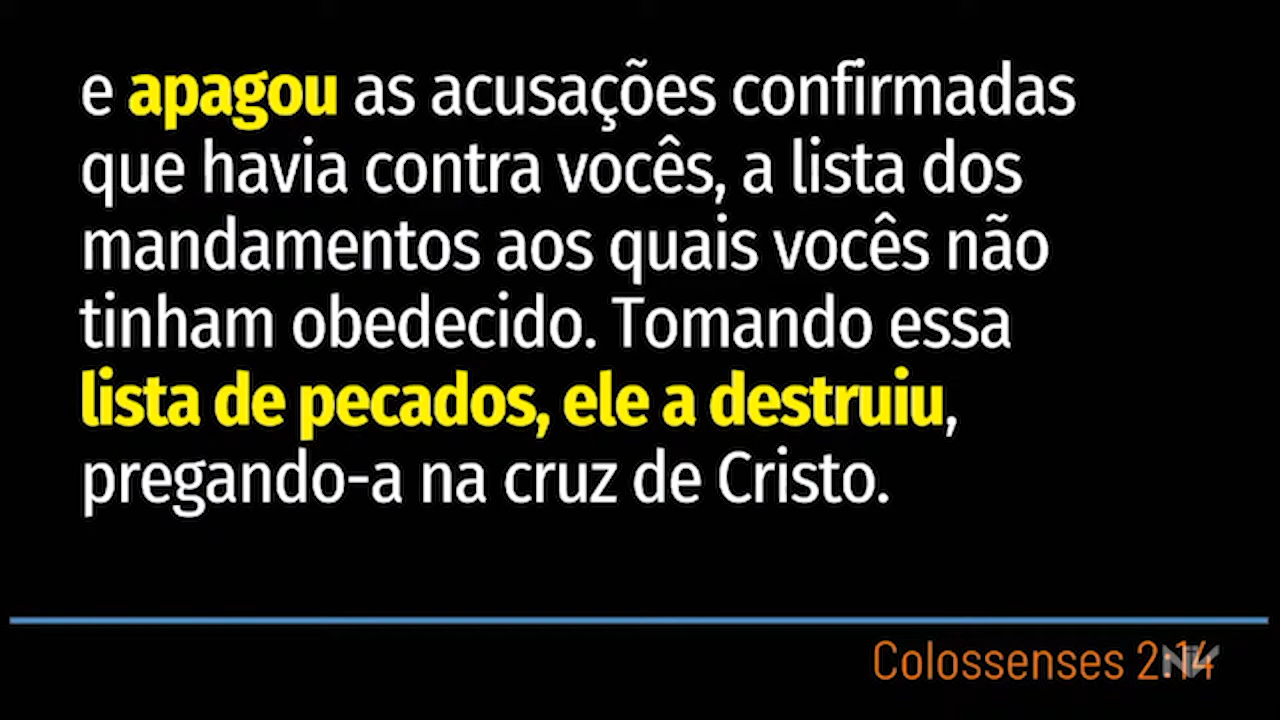 e apagou as acusações confirmadas
que havia contra vocês, a lista dos
mandamentos aos quais vocês não
tinham obedecido. Tomando essa
lista de pecados, ele a destruiu,
pregando-a na cruz de Cristo.
Colossenses 2:14